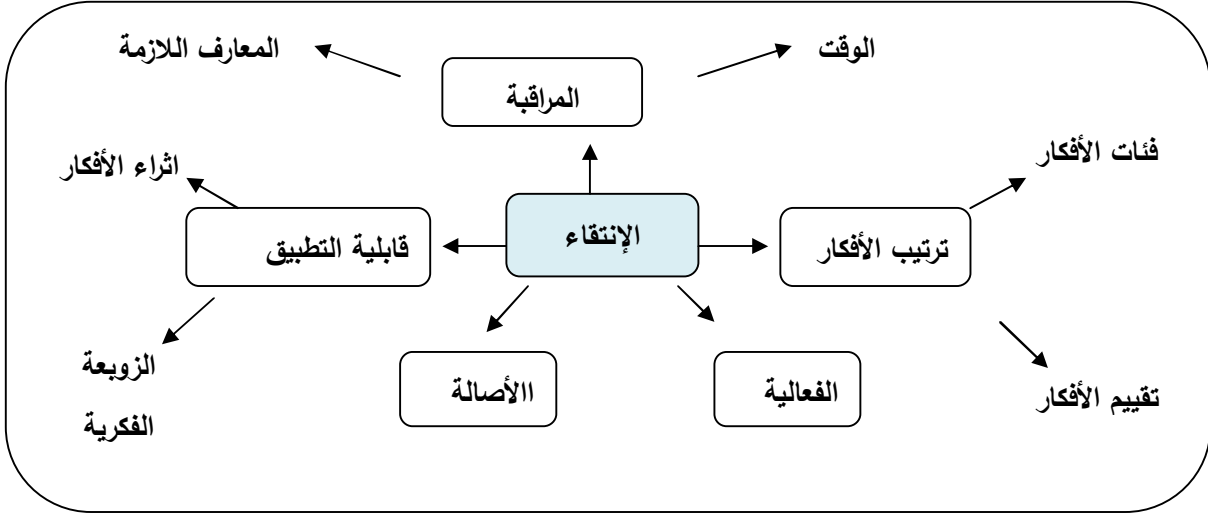 الوقت
المعارف اللازمة
المراقبة
فئات الأفكار
اثراء الأفكار
الإنتقاء
ترتيب الأفكار
قابلية التطبيق
الزوبعة
الفكرية
االأصالة
الفعالية
تقييم الأفكار